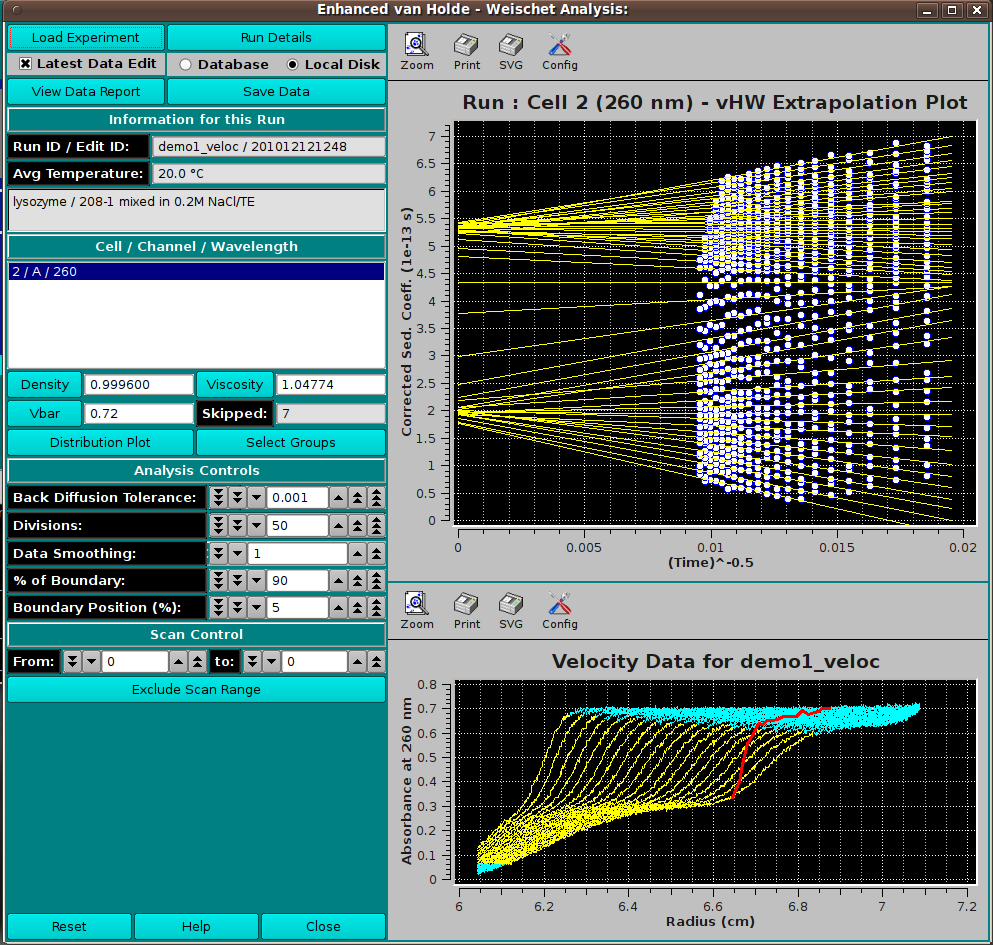 Enhanced van Holde - Weischet Analysis:
Load Experiment
Run Details
Latest Data Edit
Database
Local Disk
View Data Report
Save Data
Information for this Run
Run ID / Edit ID:
demo1_veloc / 201012121248
Avg Temperature:
20.0 °C
lysozyme / 208-1 mixed in 0.2M NaCl/TE
Cell / Channel / Wavelength
2 / A / 260
Density
0.999600
Viscosity
1.04774
Vbar
0.72
Skipped:
7
Distribution Plot
Select Groups
Analysis Controls
Back Diffusion Tolerance:
0.001
Divisions:
50
Data Smoothing:
1
% of Boundary:
90
Boundary Position (%):
5
Scan Control
From:
0
to:
0
Exclude Scan Range
Reset
Help
Close
Zoom
Print
SVG
Config
Run : Cell 2 (260 nm) - vHW Extrapolation Plot
Corrected Sed. Coeff. (1e-13 s)
7
6.5
6
5.5
5
4.5
4
3.5
3
2.5
2
1.5
1
0.5
0
0
0.005
0.01
0.015
0.02
(Time)^-0.5
Zoom
Print
SVG
Config
Velocity Data for demo1_veloc
Absorbance at 260 nm
0.8
0.7
0.6
0.5
0.4
0.3
0.2
0.1
0
6
6.2
6.4
6.6
6.8
7
7.2
Radius (cm)